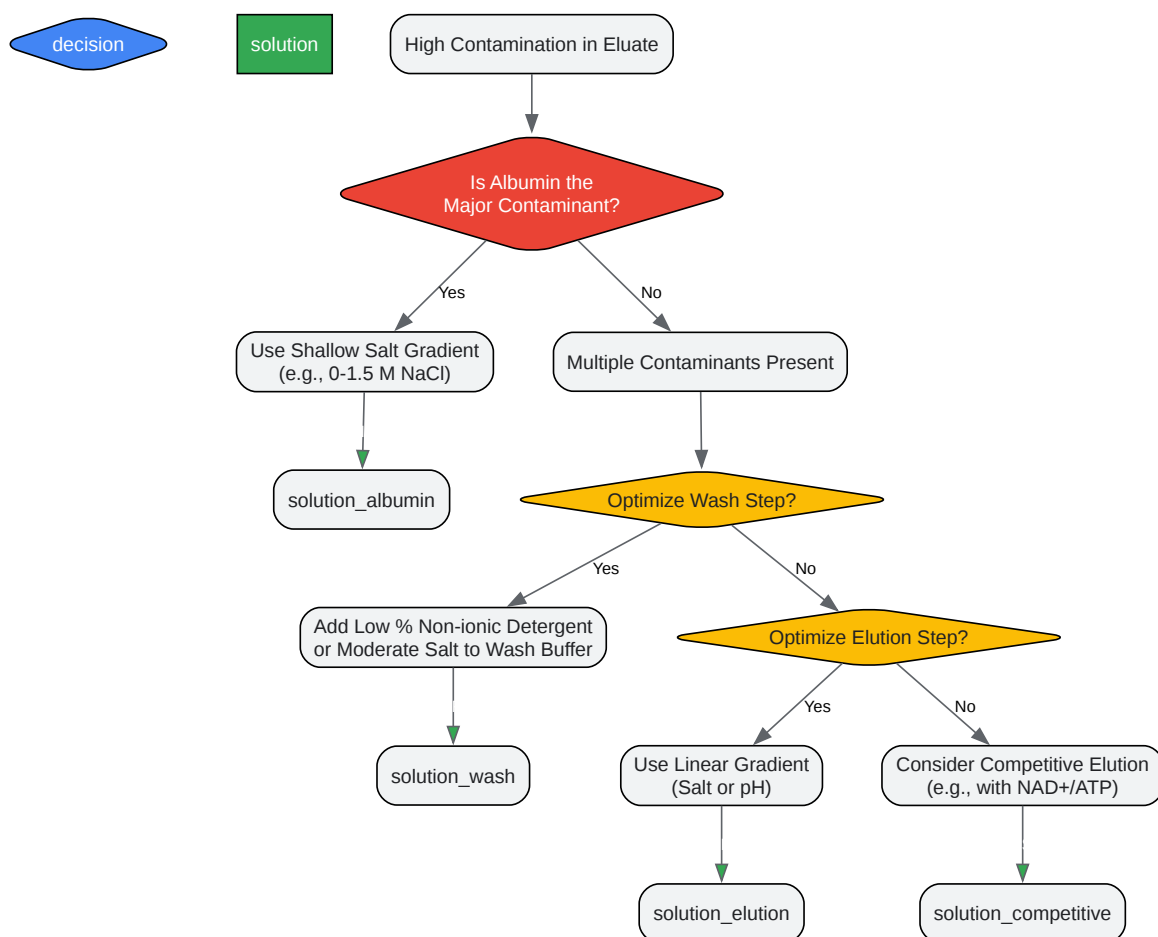 decision
solution
High Contamination in Eluate
Is Albumin the
Major Contaminant?
Yes
No
Use Shallow Salt Gradient
(e.g., 0-1.5 M NaCl)
Multiple Contaminants Present
solution_albumin
Optimize Wash Step?
Yes
No
Add Low % Non-ionic Detergent
or Moderate Salt to Wash Buffer
Optimize Elution Step?
Yes
No
solution_wash
Use Linear Gradient
(Salt or pH)
Consider Competitive Elution
(e.g., with NAD+/ATP)
solution_elution
solution_competitive